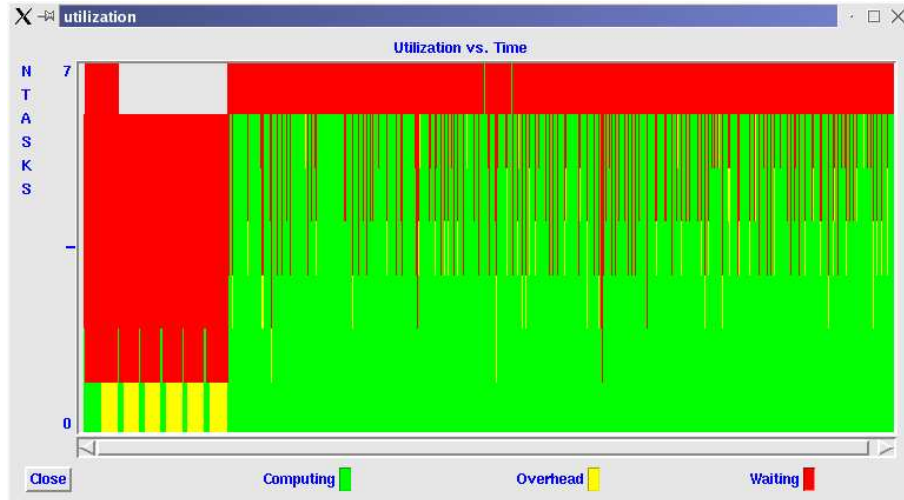 utilization
Utilization vs. Time
N
T
A
S
K
S
7
0
Close
Computing
Overhead
Waiting